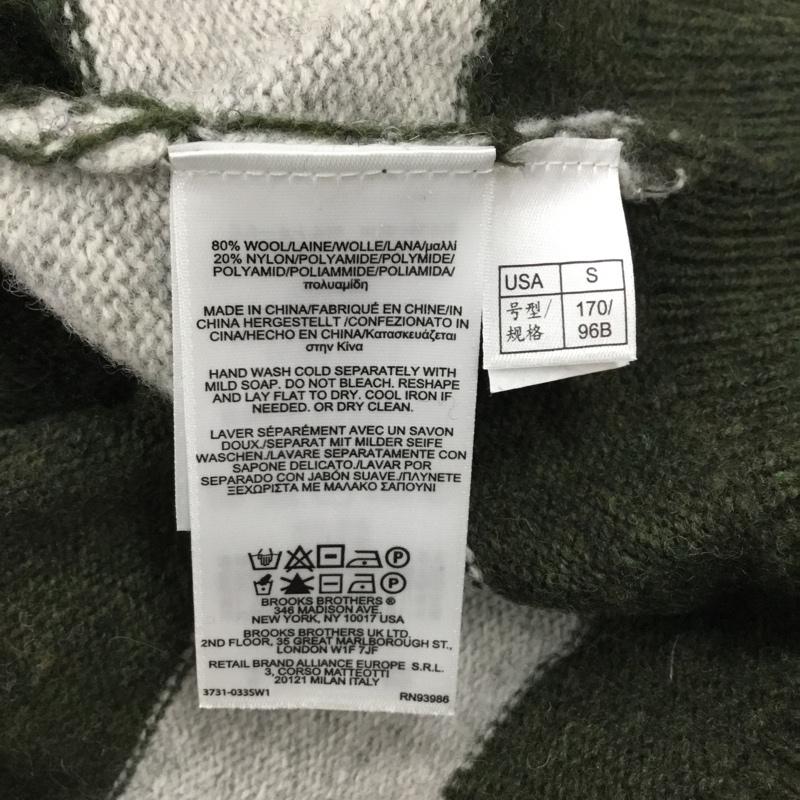 80% WOOL/LAINE/WOLLE/LANA/μαλλί
20% NYLON/POLYAMIDE/POLYMIDE/
POLYAMID/POLIAMMIDE/POLIAMIDA/
πολυαμίδη
MADE IN CHINA/FABRIQUÉ EN CHINE/IN
CHINA HERGESTELLT /CONFEZIONATO IN
CINA/HECHO EN CHINA/Κατασκευάζεται
στην Κίνα
HAND WASH COLD SEPARATELY WITH
MILD SOAP. DO NOT BLEACH. RESHAPE
AND LAY FLAT TO DRY. COOL IRON IF
NEEDED. OR DRY CLEAN.
LAVER SÉPARÉMENT AVEC UN SAVON
DOUX./SEPARAT MIT MILDER SEIFE
WASCHEN./LAVARE SEPARATAMENTE CON
SAPONE DELICATO./LAVAR POR
SEPARADO CON JABÓN SUAVE./ΠΛΥΝΕΤΕ
ΞΕΧΩΡΙΣΤΑ ΜΕ ΜΑΛΑΚΟ ΣΑΠΟΥΝΙ
P
P
BROOKS BROTHERS ®
346 MADISON AVE.
NEW YORK, NY 10017 USA
BROOKS BROTHERS UK LTD.
2ND FLOOR, 35 GREAT MARLBOROUGH ST.,
LONDON W1F 7JF
RETAIL BRAND ALLIANCE EUROPE S.R.L.
3, CORSO MATTEOTTI
20121 MILAN ITALY
3731-033SW1 RN93986
USA S
号型/ 170/
规格 96B